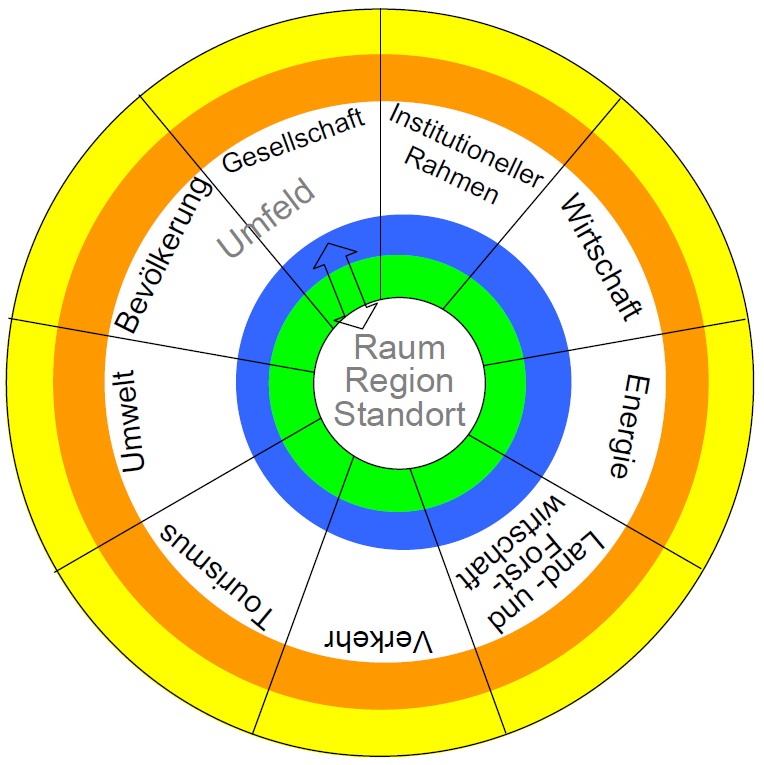 Gesellschaft
Institutioneller
Rahmen
Wirtschaft
Energie
Land- und
Forst-
wirtschaft
Verkehr
Tourismus
Umwelt
Bevölkerung
Umfeld
Raum
Region
Standort